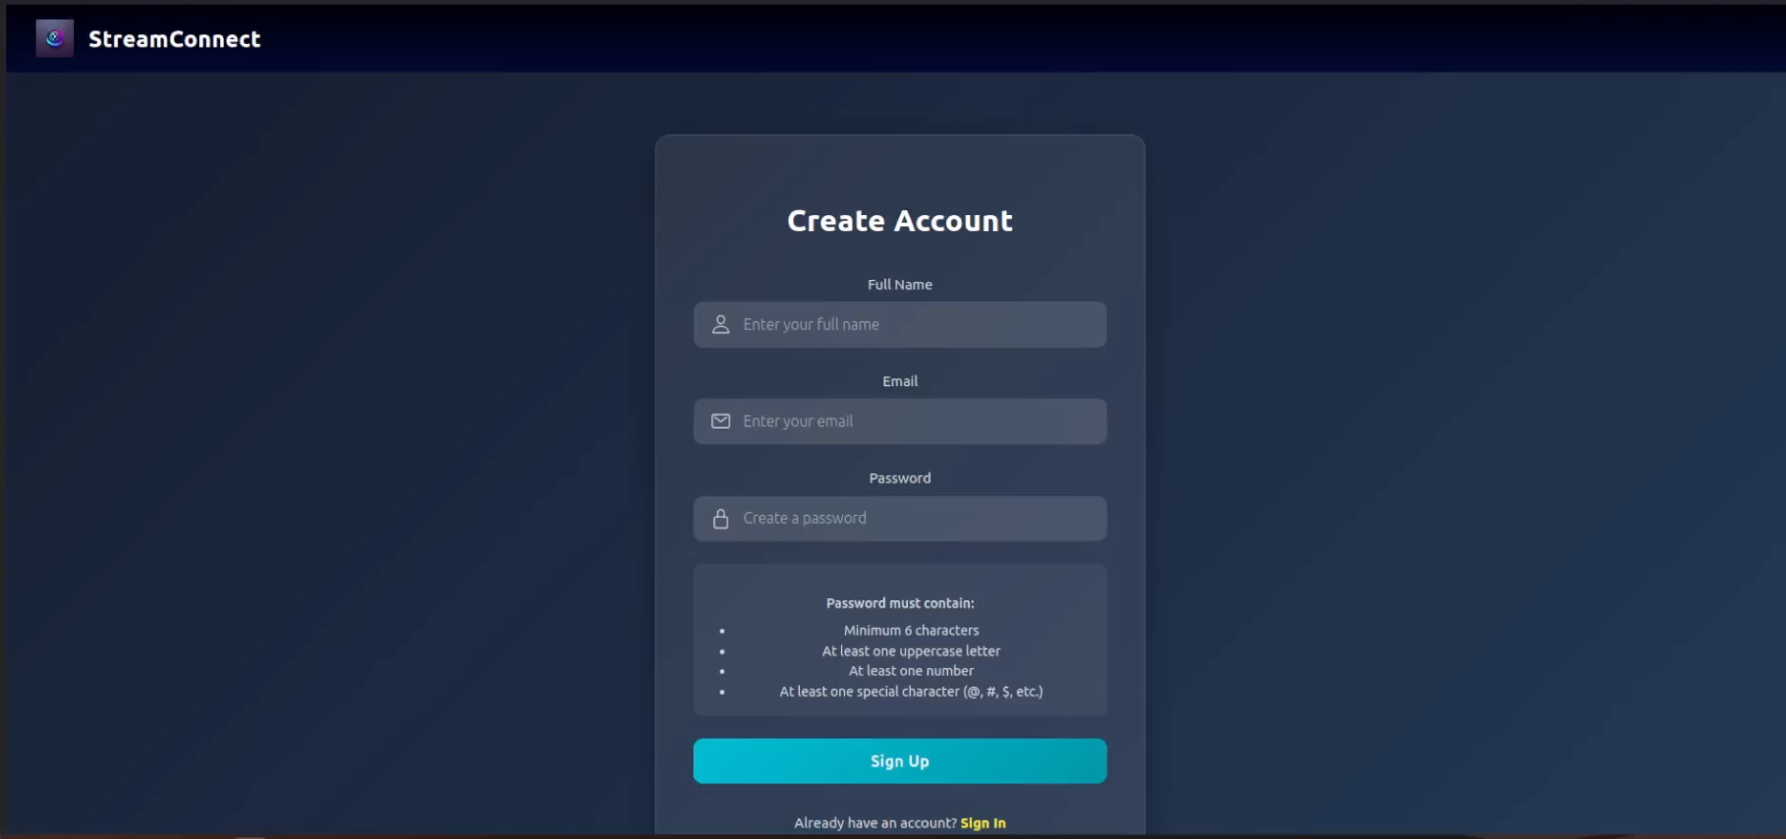 StreamConnect
Create Account
Full Name
Enter your full name
Email
Enter your email
Password
Create a password
Password must contain:
• Minimum 6 characters
• At least one uppercase letter
• At least one number
• At least one special character (@, #, $, etc.)
Sign Up
Already have an account? Sign In